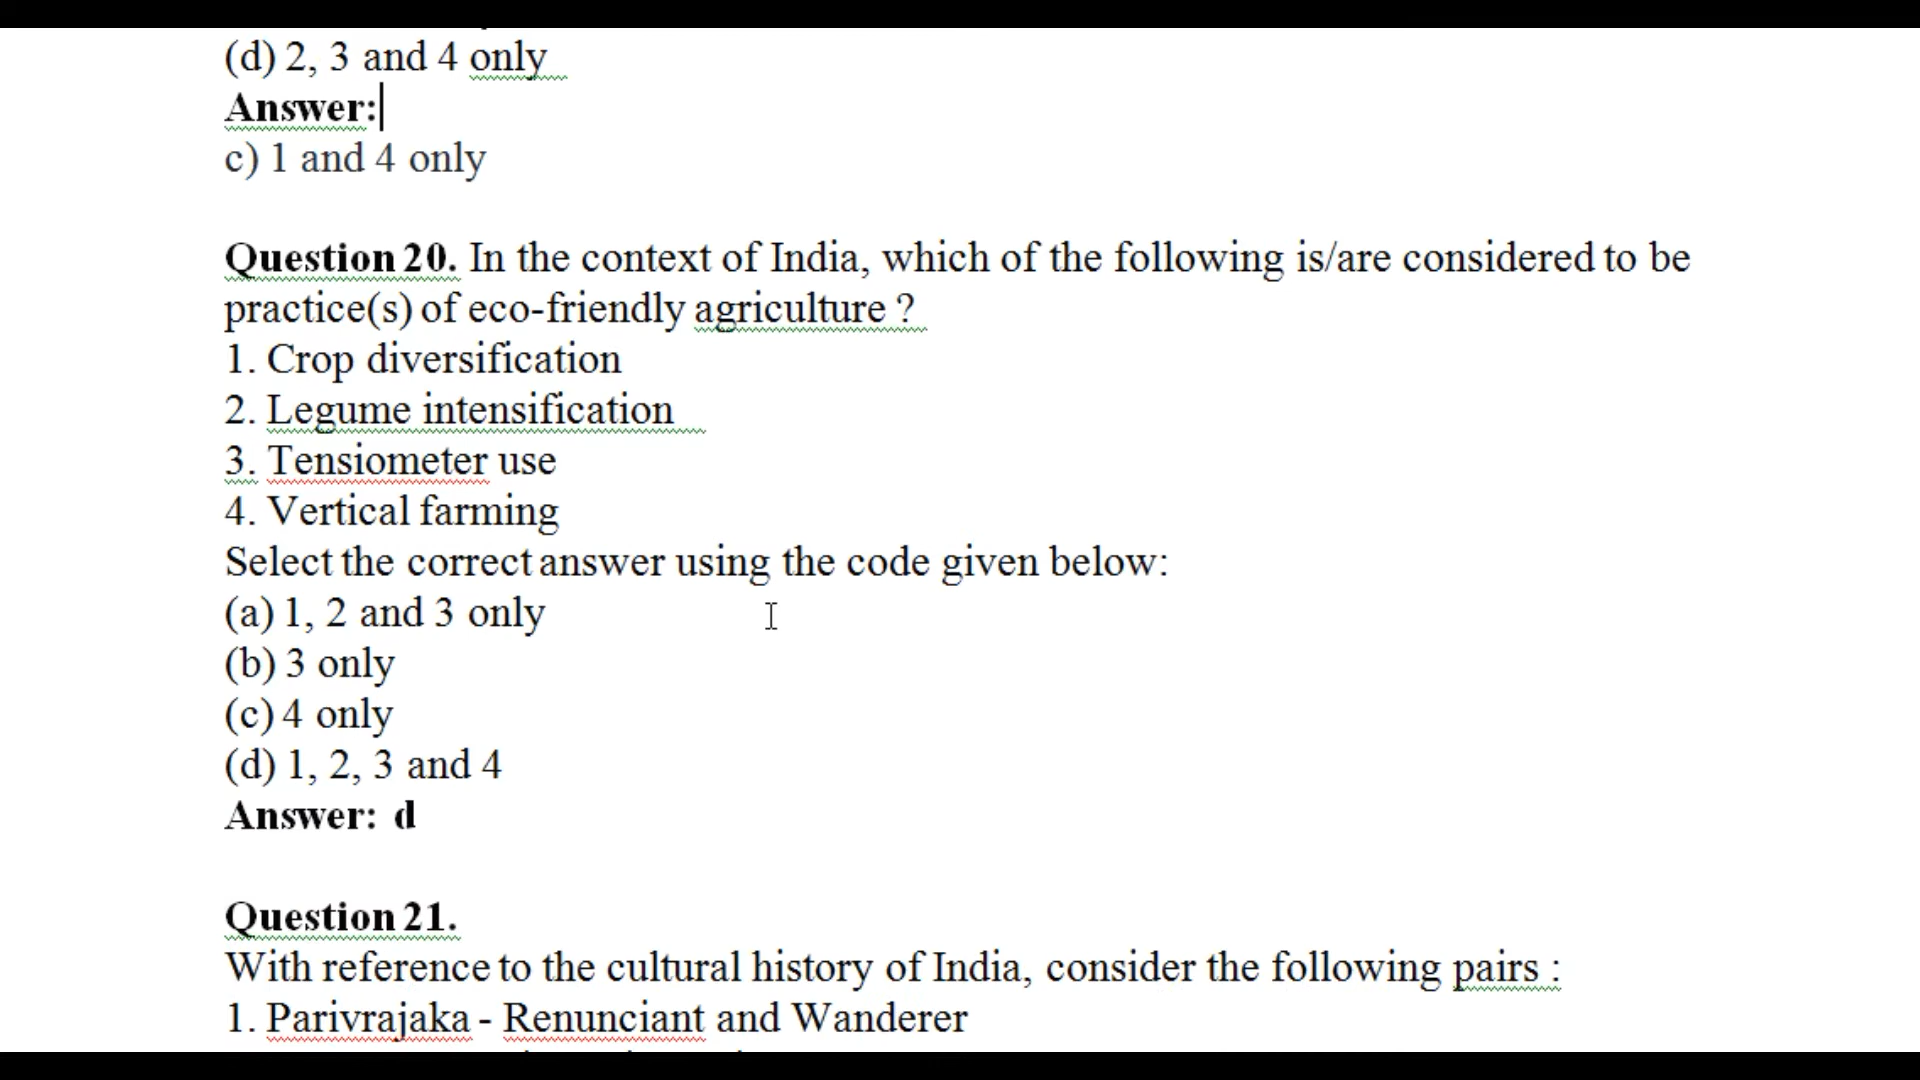 (d) 2, 3 and 4 only
Answer:
c) 1 and 4 only
Question 20. In the context of India, which of the following is/are considered to be
practice(s) of eco-friendly agriculture ?
1. Crop diversification
2. Legume intensification
3. Tensiometer use
4. Vertical farming
Select the correct answer using the code given below:
(a) 1, 2 and 3 only
(b) 3 only
(c) 4 only
(d) 1, 2, 3 and 4
Answer: d
Question 21.
With reference to the cultural history of India, consider the following pairs :
1. Parivrajaka - Renunciant and Wanderer